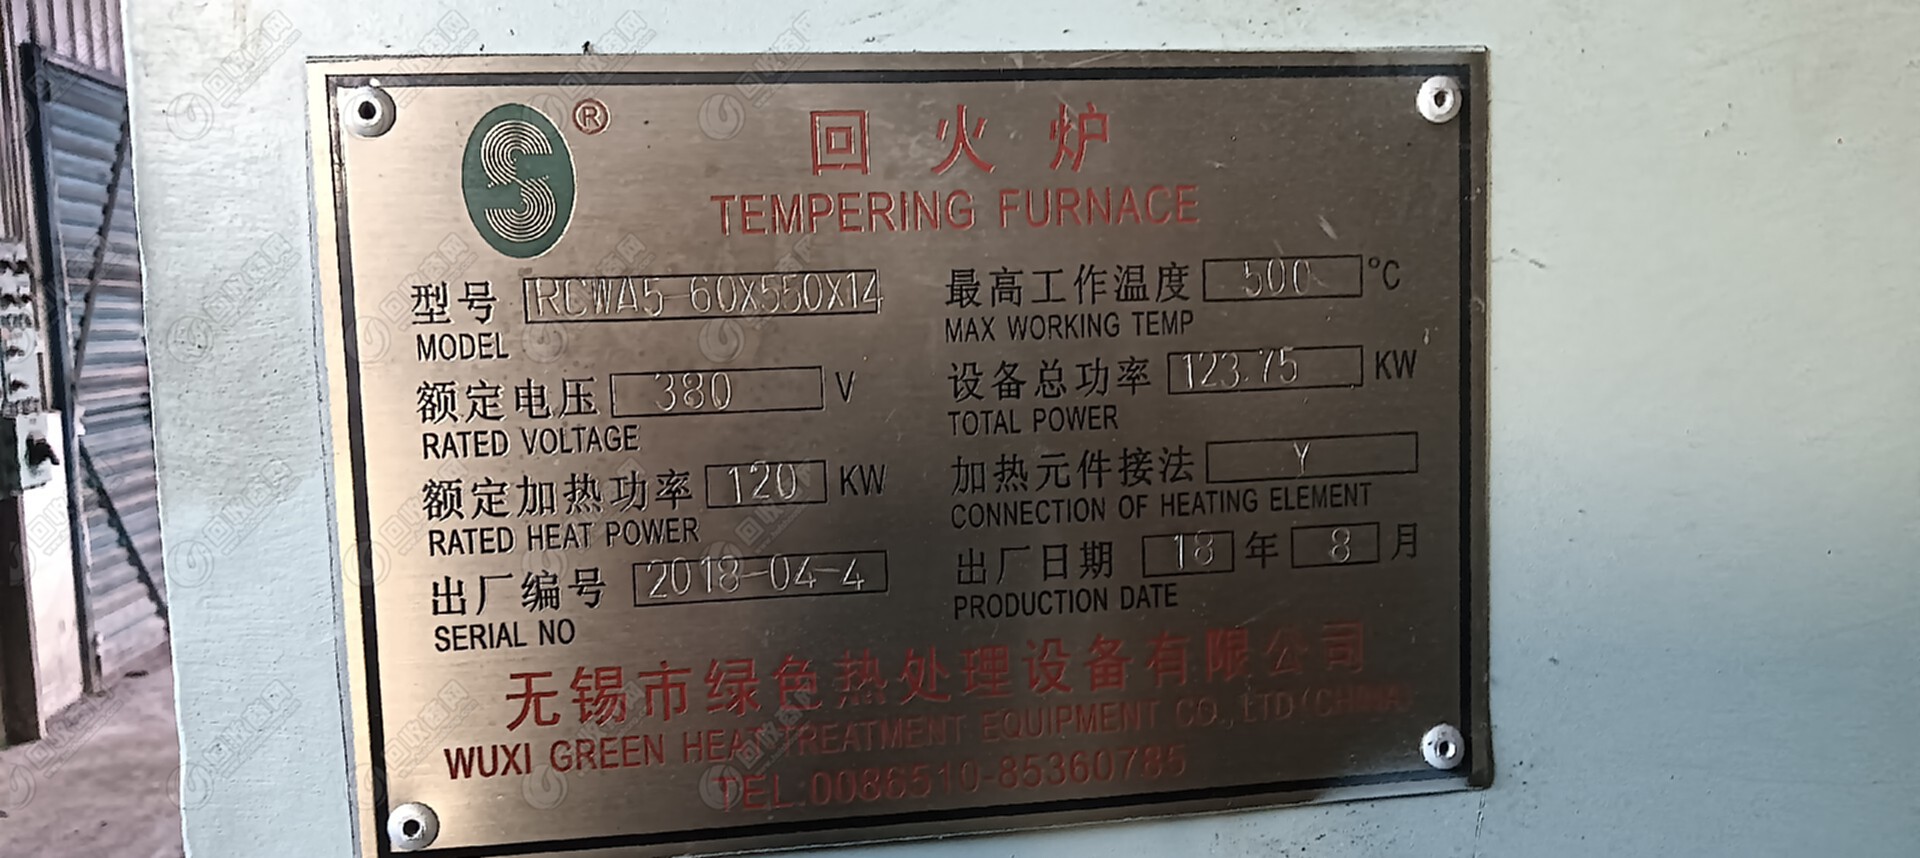 ®
回火炉
TEMPERING FURNACE
型号 RCWA5-60X550X14
MODEL
最高工作温度 500 °C
MAX WORKING TEMP
额定电压 380 V
RATED VOLTAGE
设备总功率 123.75 KW
TOTAL POWER
额定加热功率 120 KW
RATED HEAT POWER
加热元件接法 Y
CONNECTION OF HEATING ELEMENT
出厂编号 2018-04-4
SERIAL NO
出厂日期 18 年 8 月
PRODUCTION DATE
无锡市绿色热处理设备有限公司
WUXI GREEN HEAT TREATMENT EQUIPMENT CO.,LTD(CHINA)
TEL:0086510-85360785
回收商网